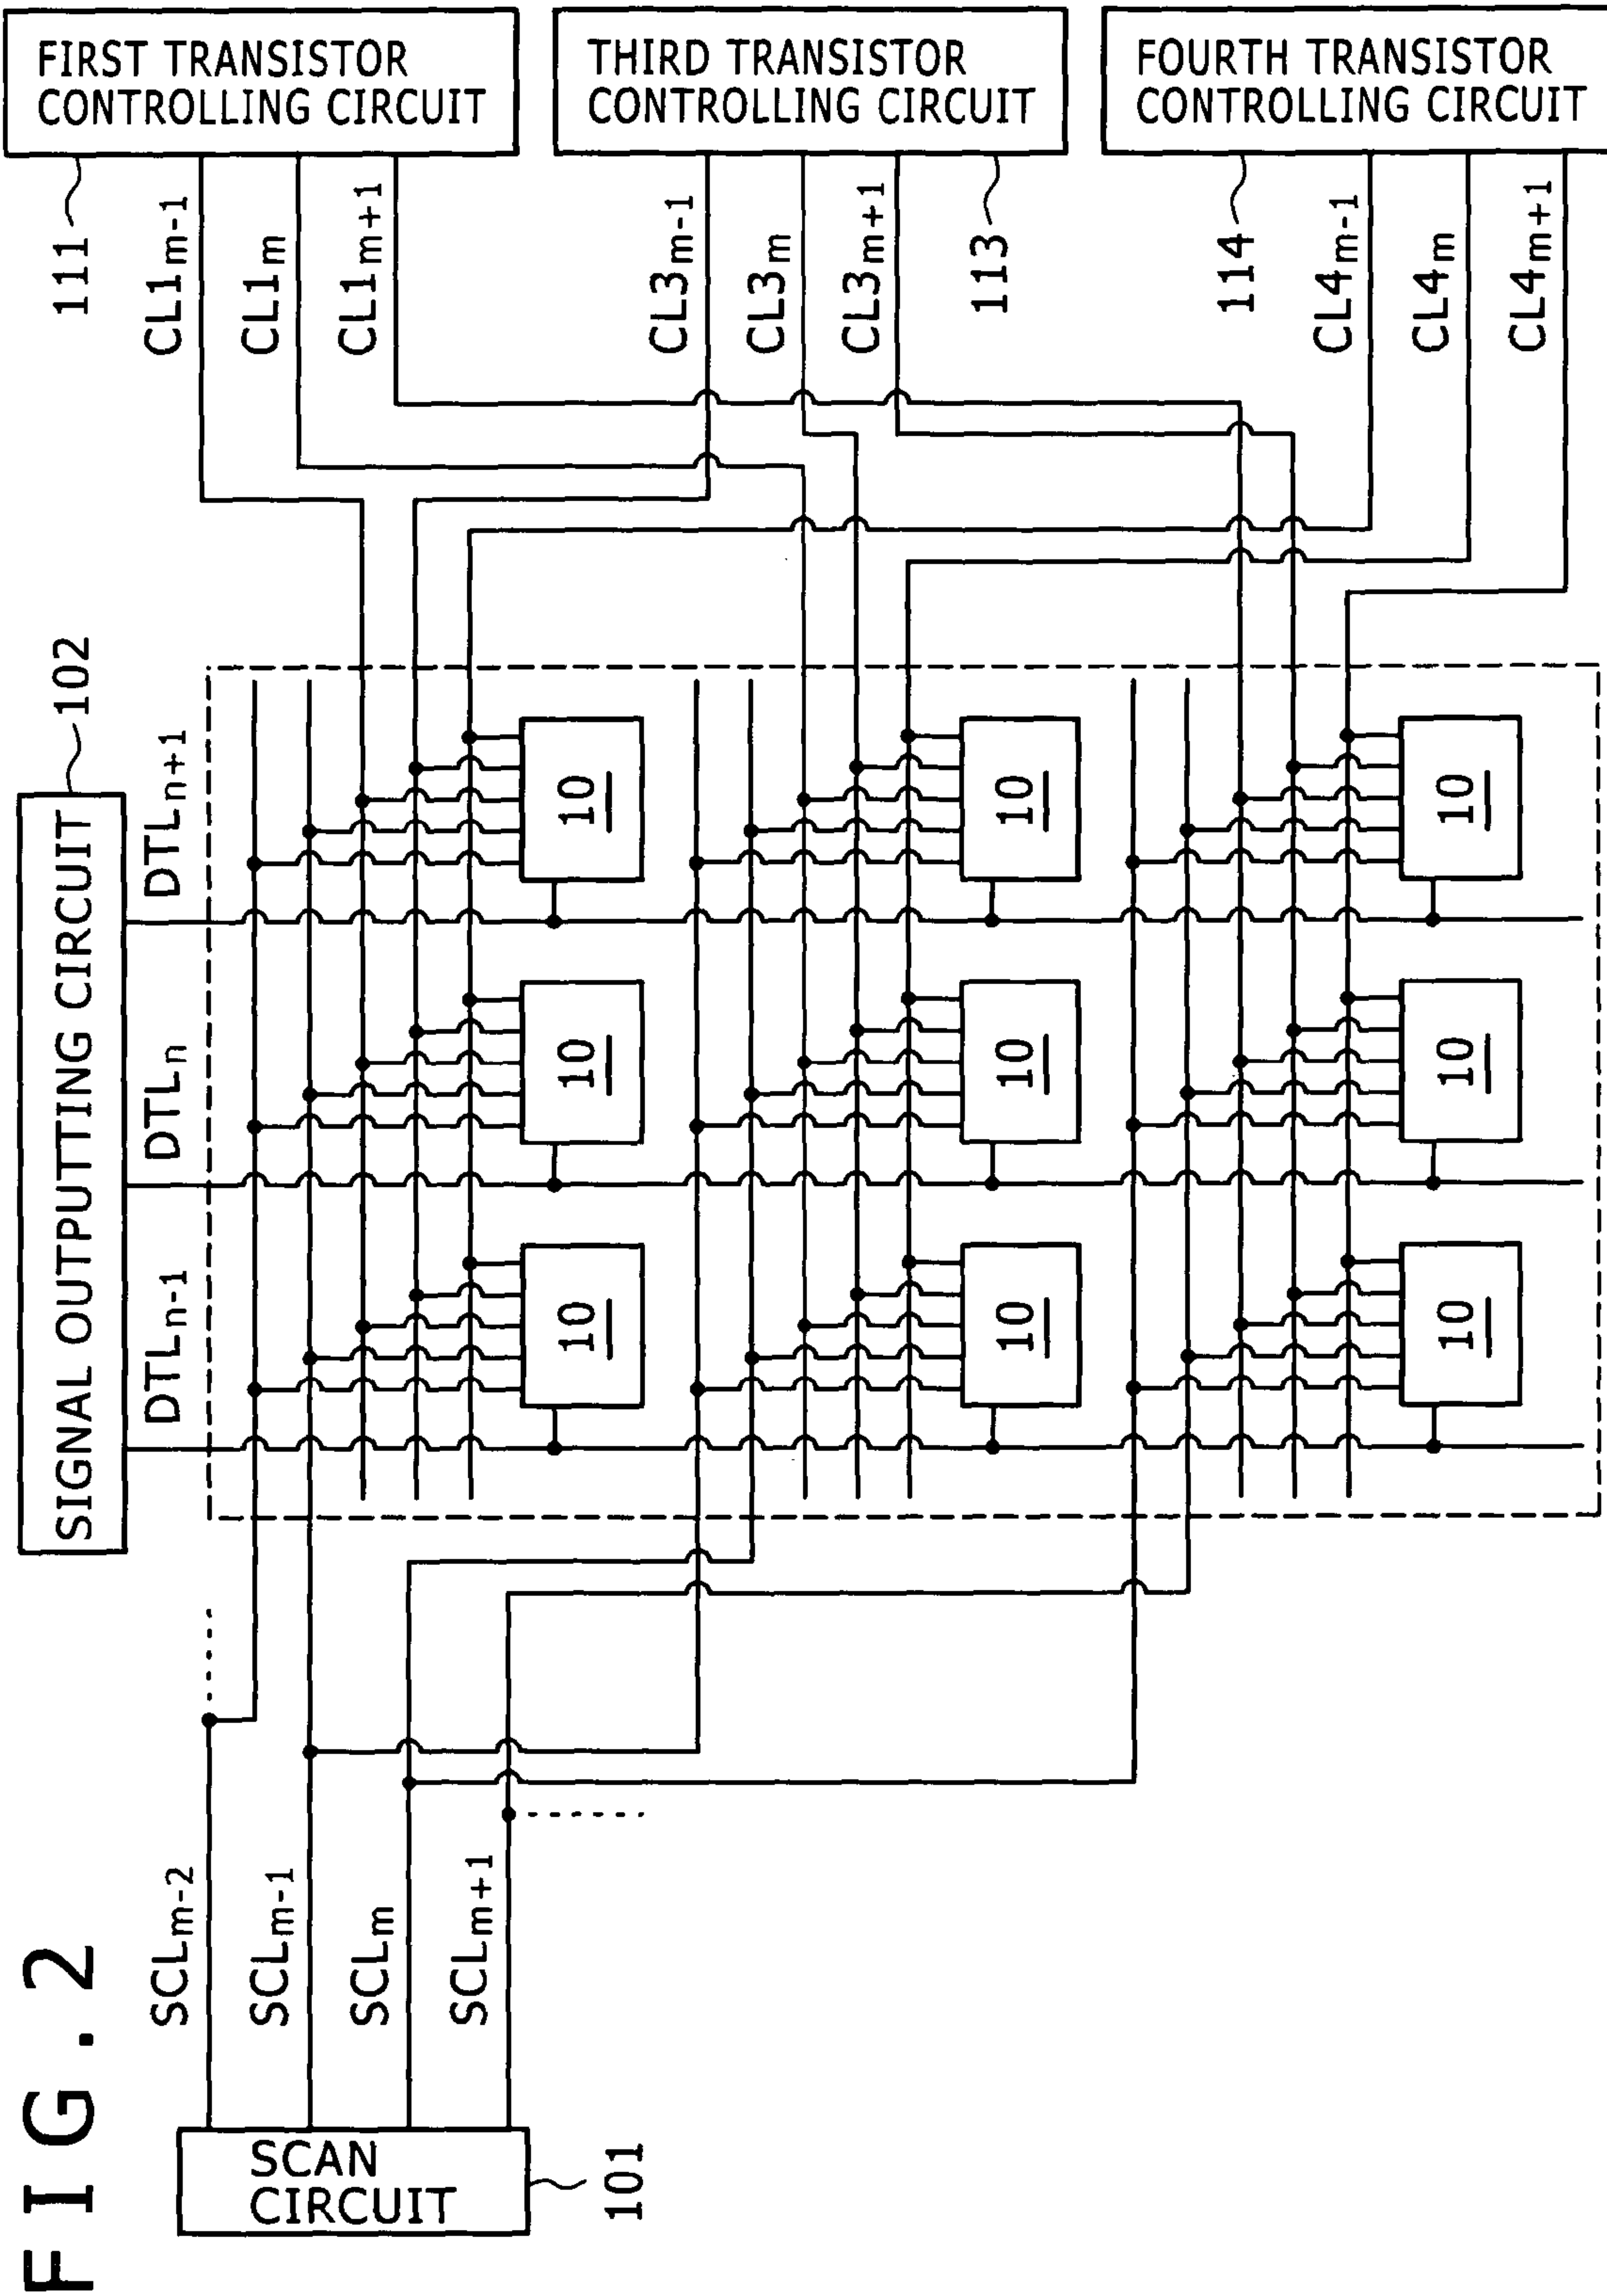 FIG. 2
FIRST TRANSISTOR
CONTROLLING CIRCUIT
111
CL1m-1
CL1m
CL1m+1
THIRD TRANSISTOR
CONTROLLING CIRCUIT
CL3m-1
CL3m
CL3m+1
113
FOURTH TRANSISTOR
CONTROLLING CIRCUIT
114
CL4m-1
CL4m
CL4m+1
SIGNAL OUTPUTTING CIRCUIT
102
DTLn-1
DTLn
DTLn+1
10
10
10
10
10
10
10
10
10
SCLm-2
SCLm-1
SCLm
SCLm+1
SCAN
CIRCUIT
101